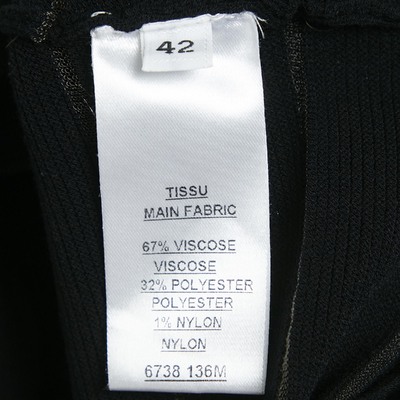 42
TISSU
MAIN FABRIC
67% VISCOSE
VISCOSE
32% POLYESTER
POLYESTER
1% NYLON
NYLON
6738 136M